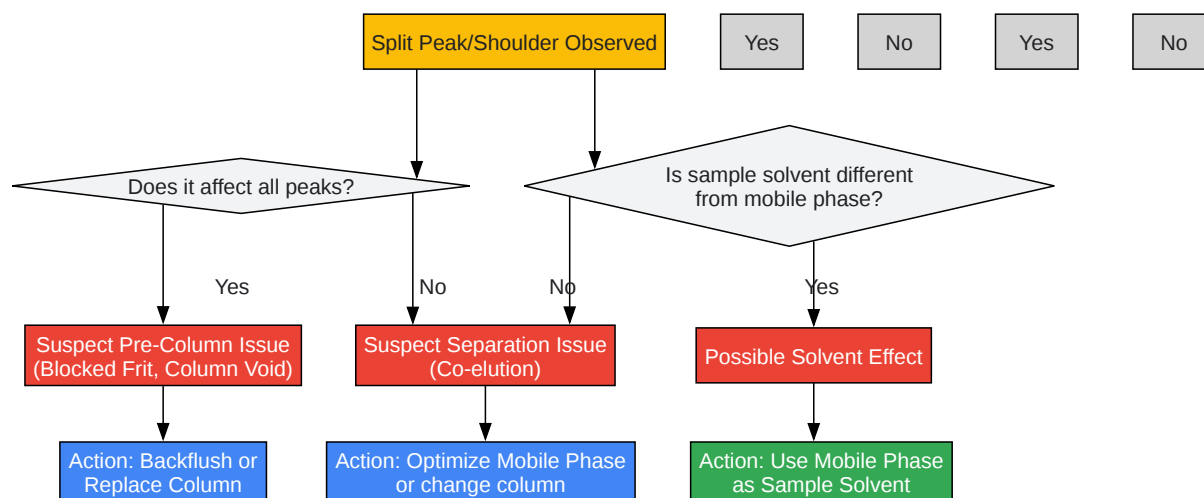 Split Peak/Shoulder Observed
Yes
No
Yes
No
Does it affect all peaks?
Is sample solvent different
from mobile phase?
Yes
No
No
Yes
Suspect Pre-Column Issue
(Blocked Frit, Column Void)
Suspect Separation Issue
(Co-elution)
Possible Solvent Effect
Action: Backflush or
Replace Column
Action: Optimize Mobile Phase
or change column
Action: Use Mobile Phase
as Sample Solvent